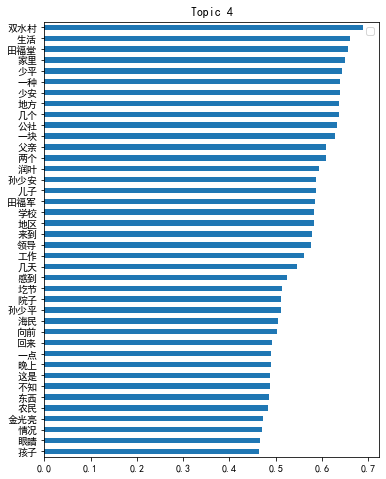 Topic 4
双水村
生活
田福堂
家里
少平
一种
少安
地方
几个
公社
一块
父亲
两个
润叶
孙少安
儿子
田福军
学校
地区
来到
领导
工作
几天
感到
圪节
院子
孙少平
海民
向前
回来
一点
晚上
这是
不知
东西
农民
金光亮
情况
眼睛
孩子
0.0 0.1 0.2 0.3 0.4 0.5 0.6 0.7